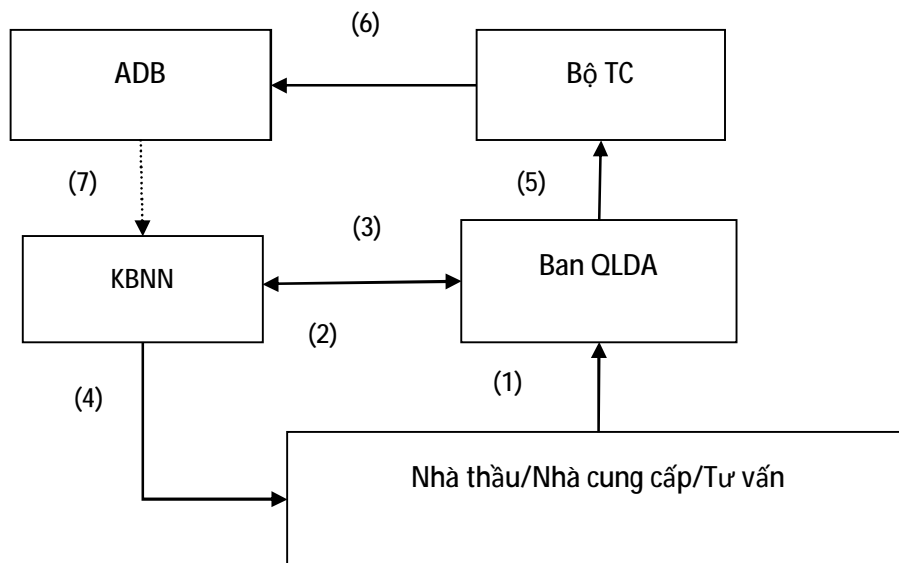 (6)
ADB
Bộ TC
(7)
(5)
(3)
KBNN
Ban QLDA
(2)
(4)
(1)
Nhà thầu/Nhà cung cấp/Tư vấn